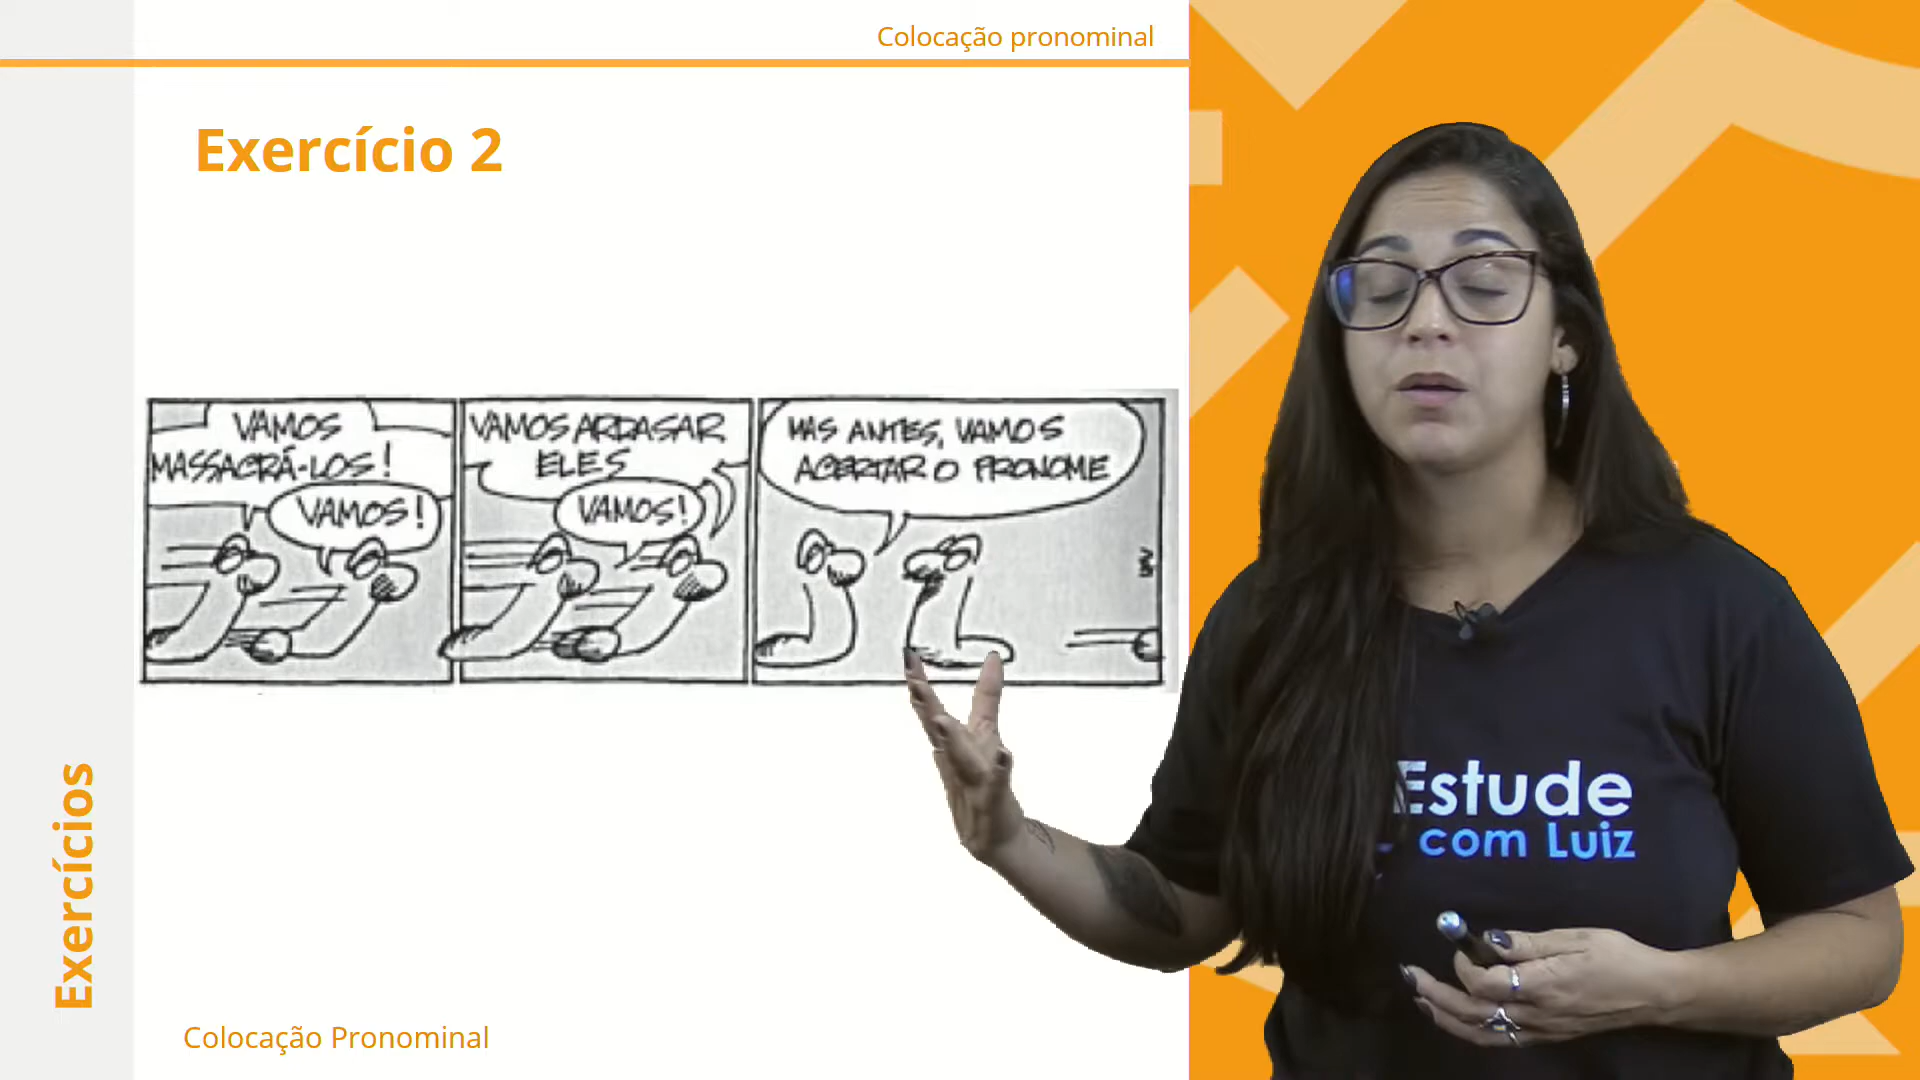 Colocação pronominal
Exercício 2
VAMOS
MASSACRÁ-LOS!
VAMOS!
VAMOS ARRASAR
ELES
VAMOS!
MAS ANTES, VAMOS
ACERTAR O PRONOME
Estude
com Luiz
Exercícios
Colocação Pronominal